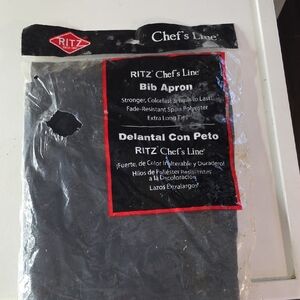 RITZ
Chef's Line
RITZ Chef's Line
Bib Apron
Stronger, Colorfast & Built To Last!
Fade-Resistant Spun Polyester
Extra Long Ties
Delantal Con Peto
RITZ Chef's Line
¡Fuerte, de Color Inalterable y Duradero!
Hilos de Poliéster Resistentes
a la Decoloración
Lazos Extralargos!